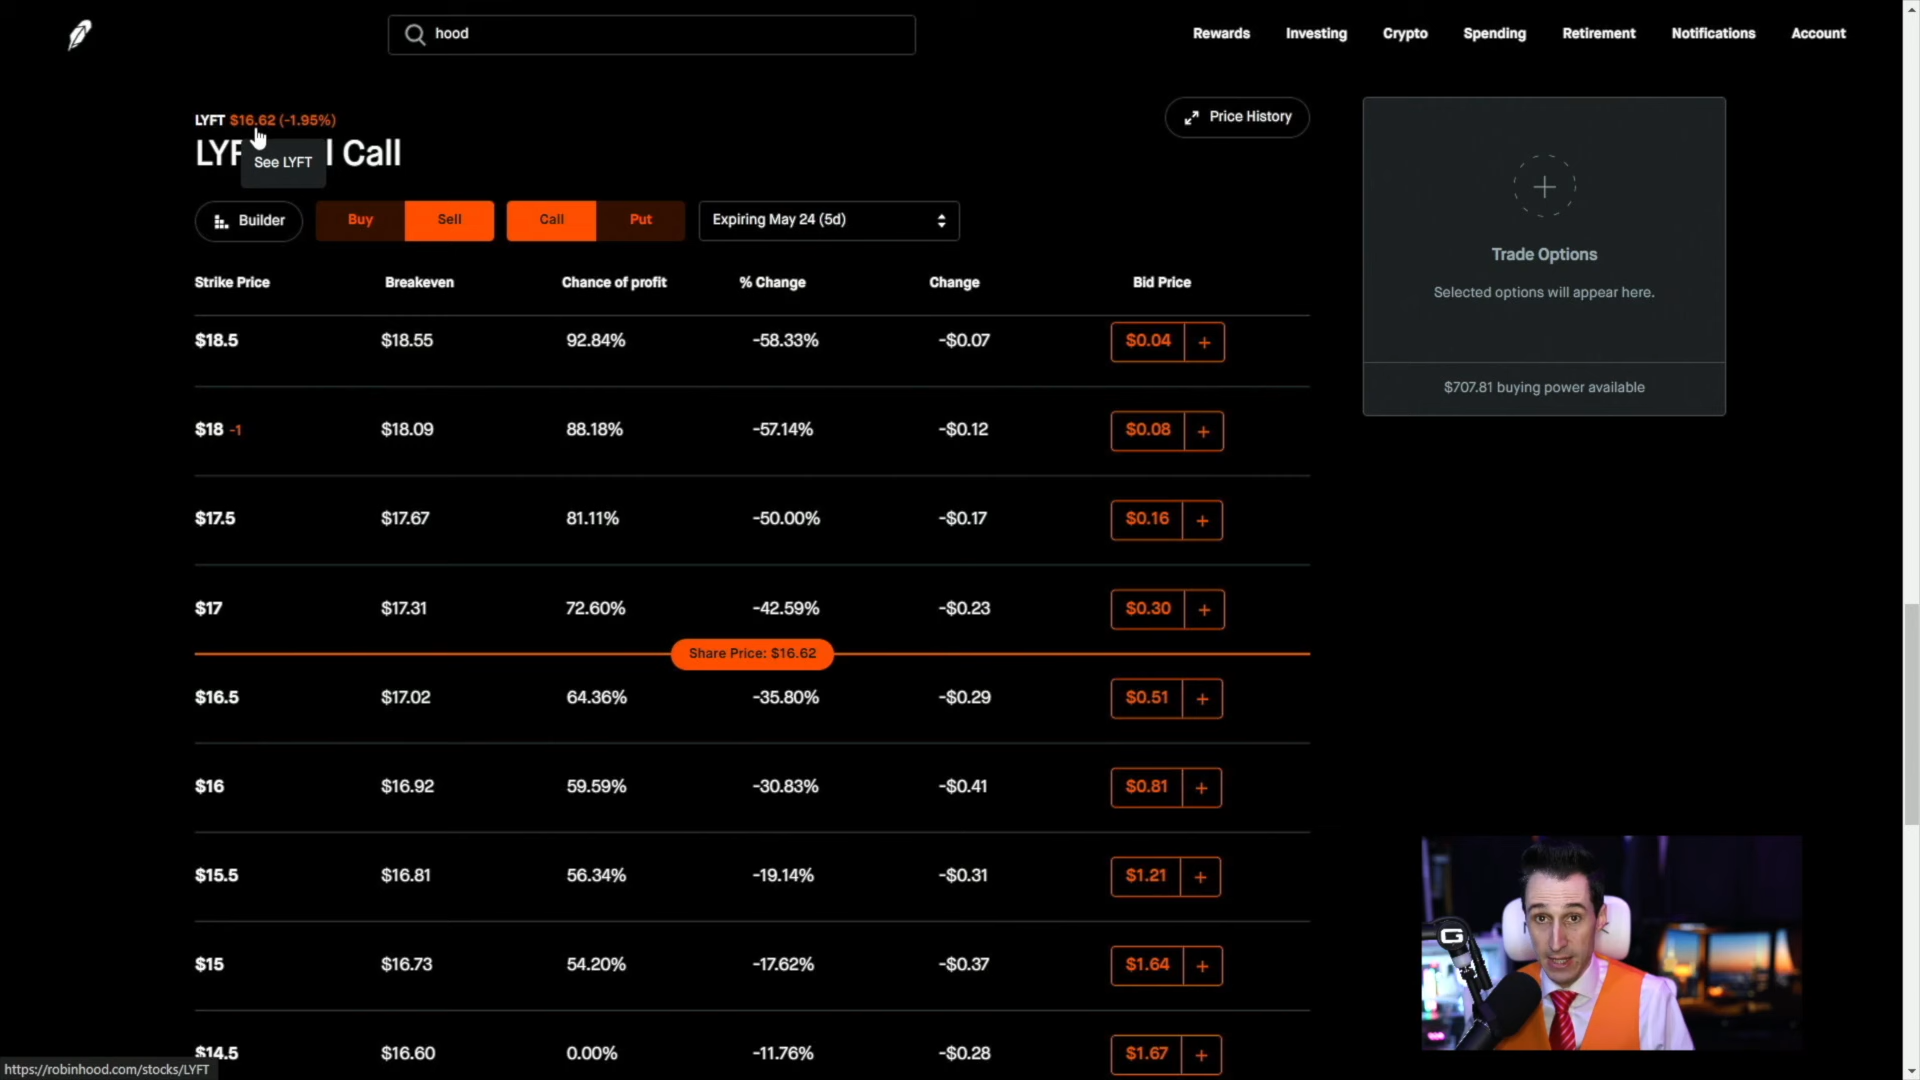 hood
Rewards
Investing
Crypto
Spending
Retirement
Notifications
Account
LYFT $16.62 (-1.95%)
LYF l Call
See LYFT
Price History
Builder
Buy
Sell
Call
Put
Expiring May 24 (5d)
Strike Price Breakeven Chance of profit % Change Change Bid Price
$18.5 $18.55 92.84% -58.33% -$0.07 $0.04 +
$18 -1 $18.09 88.18% -57.14% -$0.12 $0.08 +
$17.5 $17.67 81.11% -50.00% -$0.17 $0.16 +
$17 $17.31 72.60% -42.59% -$0.23 $0.30 +
Share Price: $16.62
$16.5 $17.02 64.36% -35.80% -$0.29 $0.51 +
$16 $16.92 59.59% -30.83% -$0.41 $0.81 +
$15.5 $16.81 56.34% -19.14% -$0.31 $1.21 +
$15 $16.73 54.20% -17.62% -$0.37 $1.64 +
$14.5 $16.60 0.00% -11.76% -$0.28 $1.67 +
Trade Options
Selected options will appear here.
$707.81 buying power available
G
https://robinhood.com/stocks/LYFT